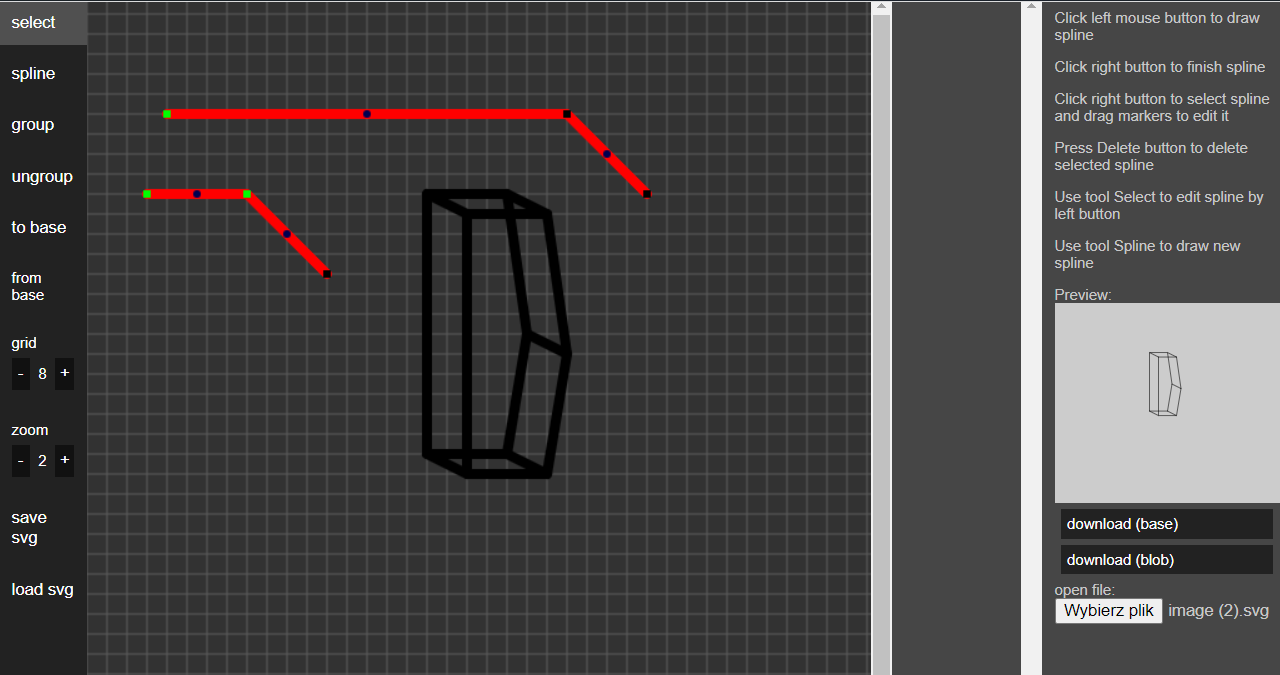 select
spline
group
ungroup
to base
from
base
grid
- 8 +
zoom
- 2 +
save
svg
load svg
Click left mouse button to draw
spline
Click right button to finish spline
Click right button to select spline
and drag markers to edit it
Press Delete button to delete
selected spline
Use tool Select to edit spline by
left button
Use tool Spline to draw new
spline
Preview:
download (base)
download (blob)
open file:
Wybierz plik image (2).svg